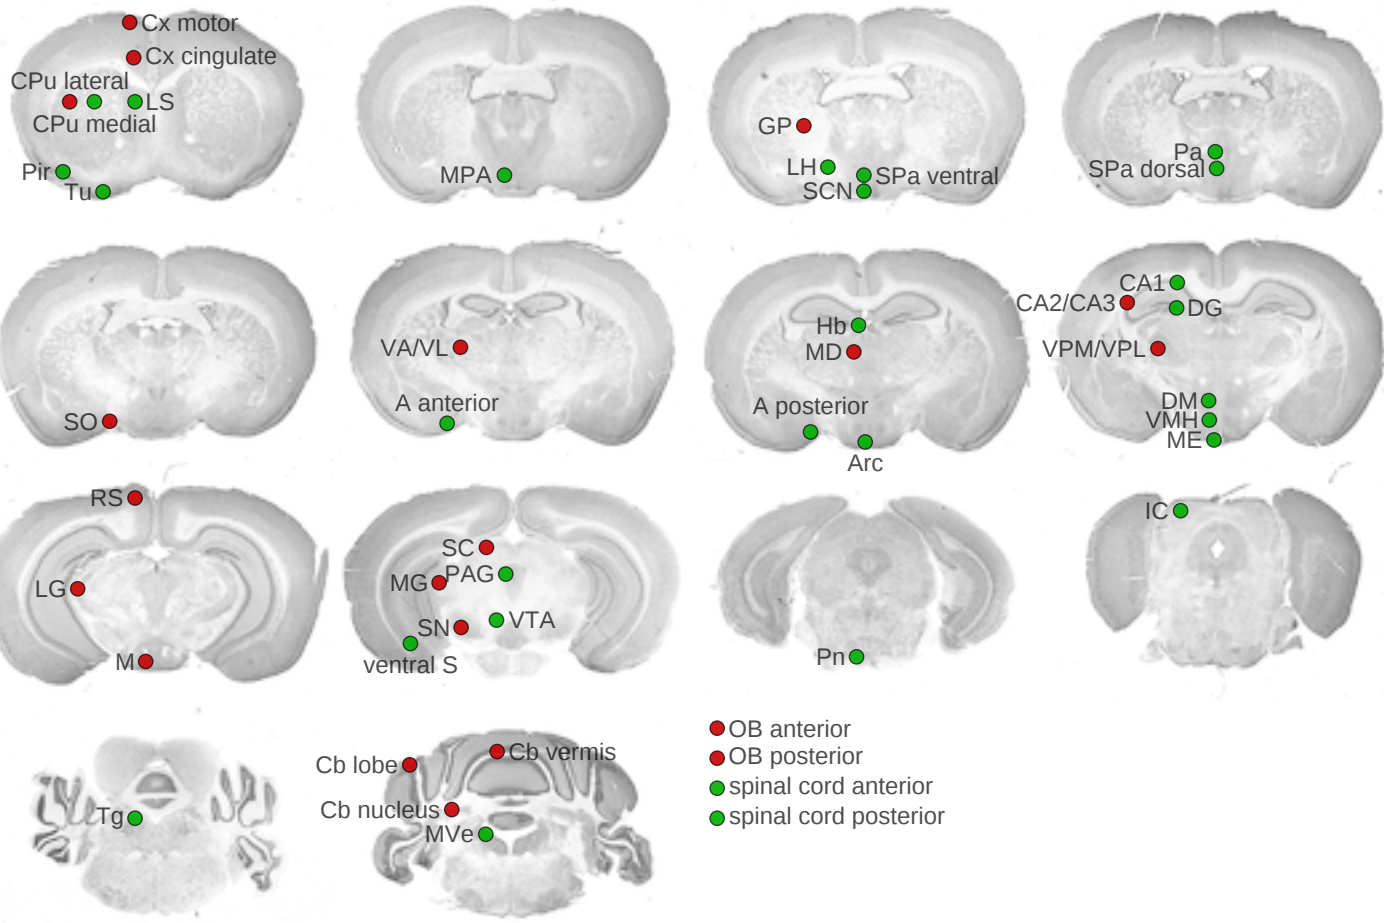 Cx motor
Cx cingulate
CPu lateral
LS
CPu medial
Pir
Tu
MPA
GP
LH
SPa ventral
SCN
Pa
SPa dorsal
SO
VA/VL
A anterior
Hb
MD
A posterior
Arc
CA1
CA2/CA3
DG
VPM/VPL
DM
VMH
ME
RS
LG
M
SC
MG
PAG
SN
VTA
ventral S
Pn
IC
Tg
Cb lobe
Cb vermis
Cb nucleus
MVe
OB anterior
OB posterior
spinal cord anterior
spinal cord posterior